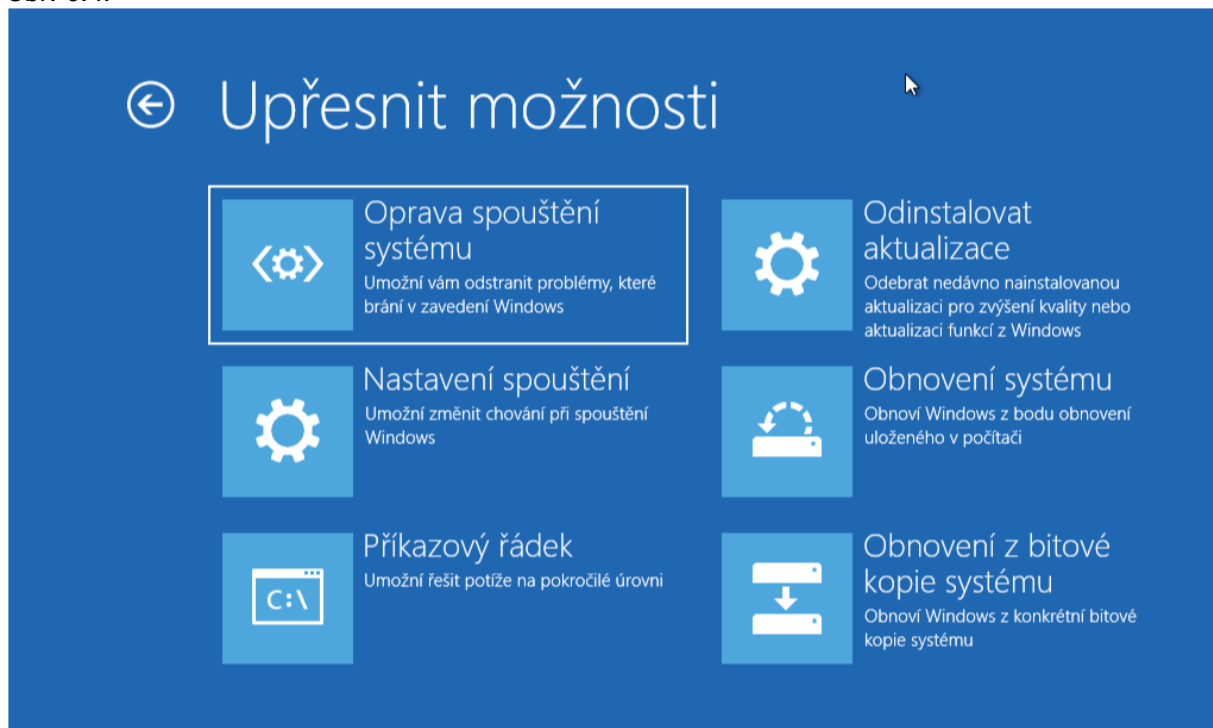 Upřesnit možnosti
Oprava spouštění
systému
Umožní vám odstranit problémy, které
brání v zavedení Windows
Nastavení spouštění
Umožní změnit chování při spouštění
Windows
Příkazový řádek
Umožní řešit potíže na pokročilé úrovni
C:\
Odinstalovat
aktualizace
Odebrat nedávno nainstalovanou
aktualizaci pro zvýšení kvality nebo
aktualizaci funkcí z Windows
Obnovení systému
Obnoví Windows z bodu obnovení
uloženého v počítači
Obnovení z bitové
kopie systému
Obnoví Windows z konkrétní bitové
kopie systému